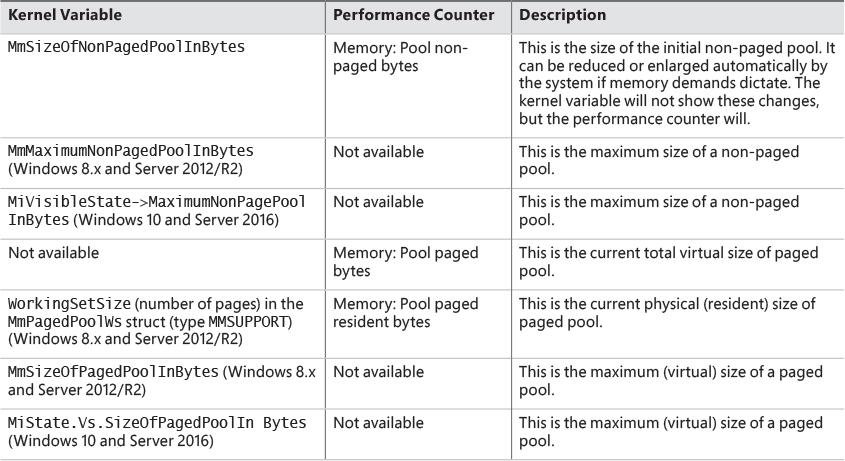 Kernel Variable Performance Counter Description
MmSizeOfNonPagedPoolInBytes Memory: Pool non- This is the size of the initial non-paged pool. It
paged bytes can be reduced or enlarged automatically by
the system if memory demands dictate. The
kernel variable will not show these changes,
but the performance counter will.
MmMaximumNonPagedPoolInBytes Not available This is the maximum size of a non-paged
(Windows 8.x and Server 2012/R2) pool.
MiVisibleState->MaximumNonPagePool Not available This is the maximum size of a non-paged
InBytes (Windows 10 and Server 2016) pool.
Not available Memory: Pool paged This is the current total virtual size of paged
bytes pool.
WorkingSetSize (number of pages) in the Memory: Pool paged This is the current physical (resident) size of
MmPagedPoolWs struct (type MMSUPPORT) resident bytes paged pool.
(Windows 8.x and Server 2012/R2)
MmSizeOfPagedPoolInBytes (Windows 8.x Not available This is the maximum (virtual) size of a paged
and Server 2012/R2) pool.
MiState.Vs.SizeOfPagedPoolIn Bytes Not available This is the maximum (virtual) size of a paged
(Windows 10 and Server 2016) pool.